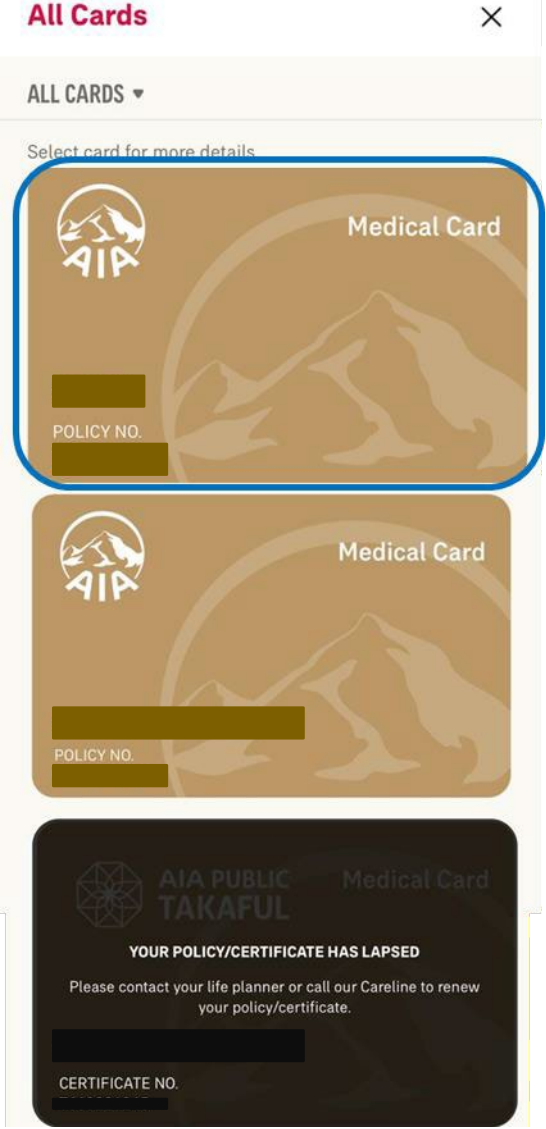 All Cards
ALL CARDS
Select card for more details
AIA
Medical Card
POLICY NO.
AIA
Medical Card
POLICY NO.
AIA PUBLIC
TAKAFUL
Medical Card
YOUR POLICY/CERTIFICATE HAS LAPSED
Please contact your life planner or call our Careline to renew
your policy/certificate.
CERTIFICATE NO.